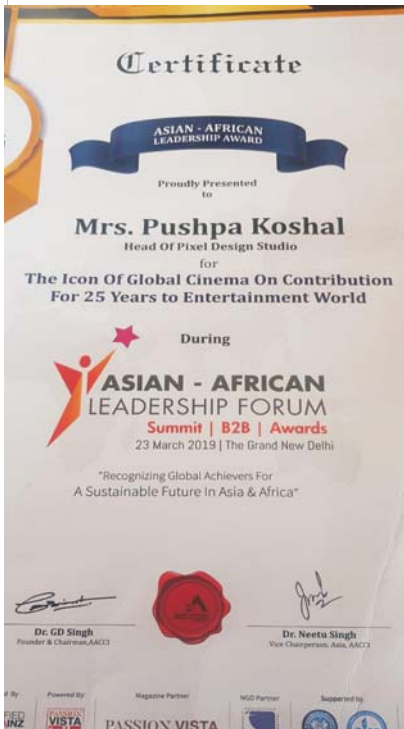 Certificate
ASIAN - AFRICAN
LEADERSHIP AWARD
Proudly Presented
to
Mrs. Pushpa Koshal
Head Of Pixel Design Studio
for
The Icon Of Global Cinema On Contribution
For 25 Years to Entertainment World
During
ASIAN - AFRICAN
LEADERSHIP FORUM
Summit | B2B | Awards
23 March 2019 | The Grand New Delhi
"Recognizing Global Achievers For
A Sustainable Future In Asia & Africa"
Dr. GD Singh
Founder & Chairman, AACCI
Dr. Neetu Singh
Vice Chairperson, Asia, AACCI
Powered By:
Magazine Partner
NGO Partner
Supported by
PASSION
VISTA
PASSION VISTA